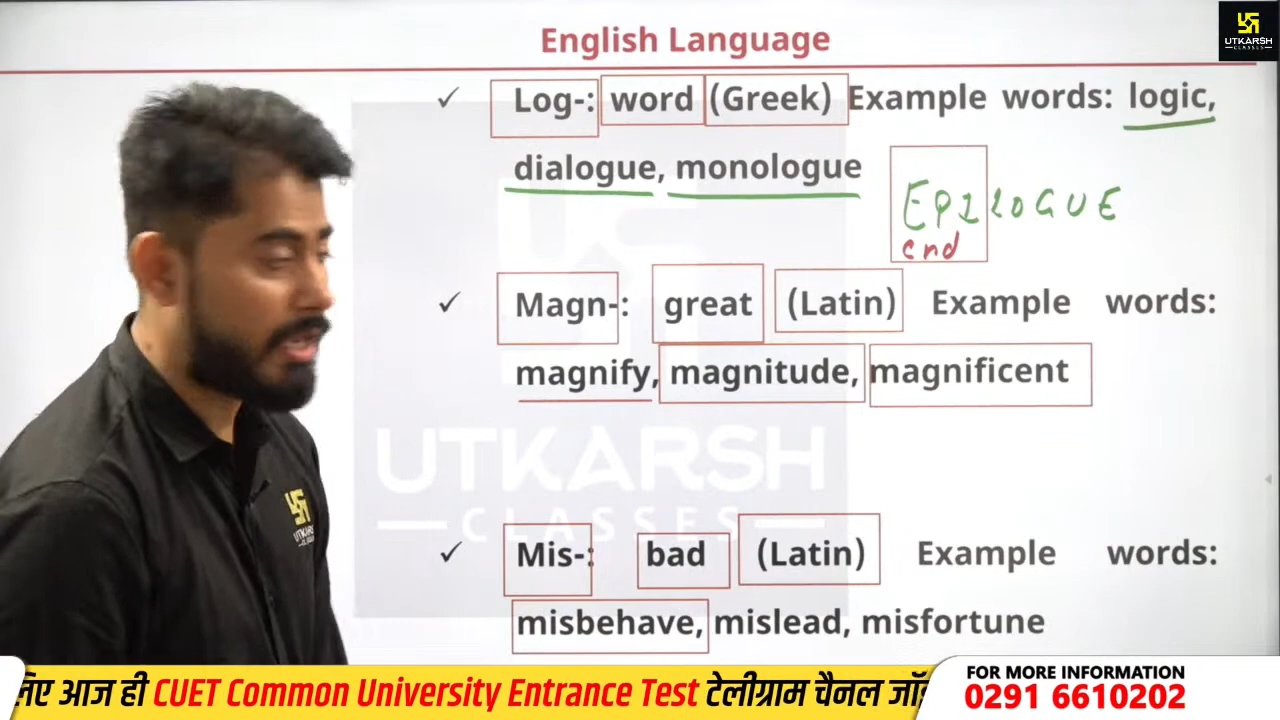 English Language
UTKARSH
CLASSES
✓ Log-: word (Greek) Example words: logic,
dialogue, monologue
EPILOGUE
end
✓ Magn-: great (Latin) Example words:
magnify, magnitude, magnificent
UTKARSH
CLASSES
✓ Mis-: bad (Latin) Example words:
misbehave, mislead, misfortune
UTKARSH
लिए आज ही CUET Common University Entrance Test टेलीग्राम चैनल
FOR MORE INFORMATION
0291 6610202